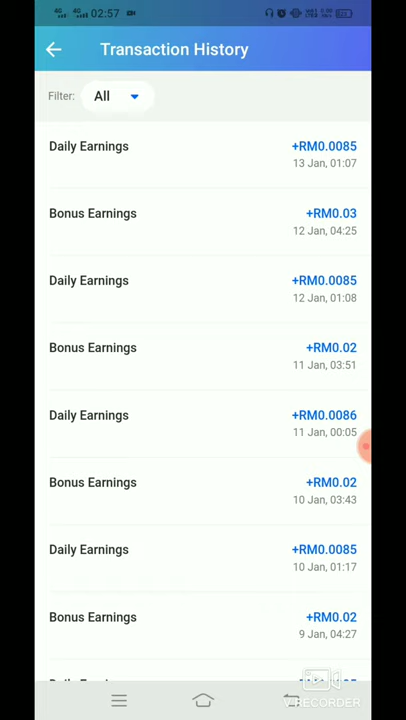 4G 4G 02:57
Transaction History
Filter: All
Daily Earnings +RM0.0085
13 Jan, 01:07
Bonus Earnings +RM0.03
12 Jan, 04:25
Daily Earnings +RM0.0085
12 Jan, 01:08
Bonus Earnings +RM0.02
11 Jan, 03:51
Daily Earnings +RM0.0086
11 Jan, 00:05
Bonus Earnings +RM0.02
10 Jan, 03:43
Daily Earnings +RM0.0085
10 Jan, 01:17
Bonus Earnings +RM0.02
9 Jan, 04:27
V.RECORDER